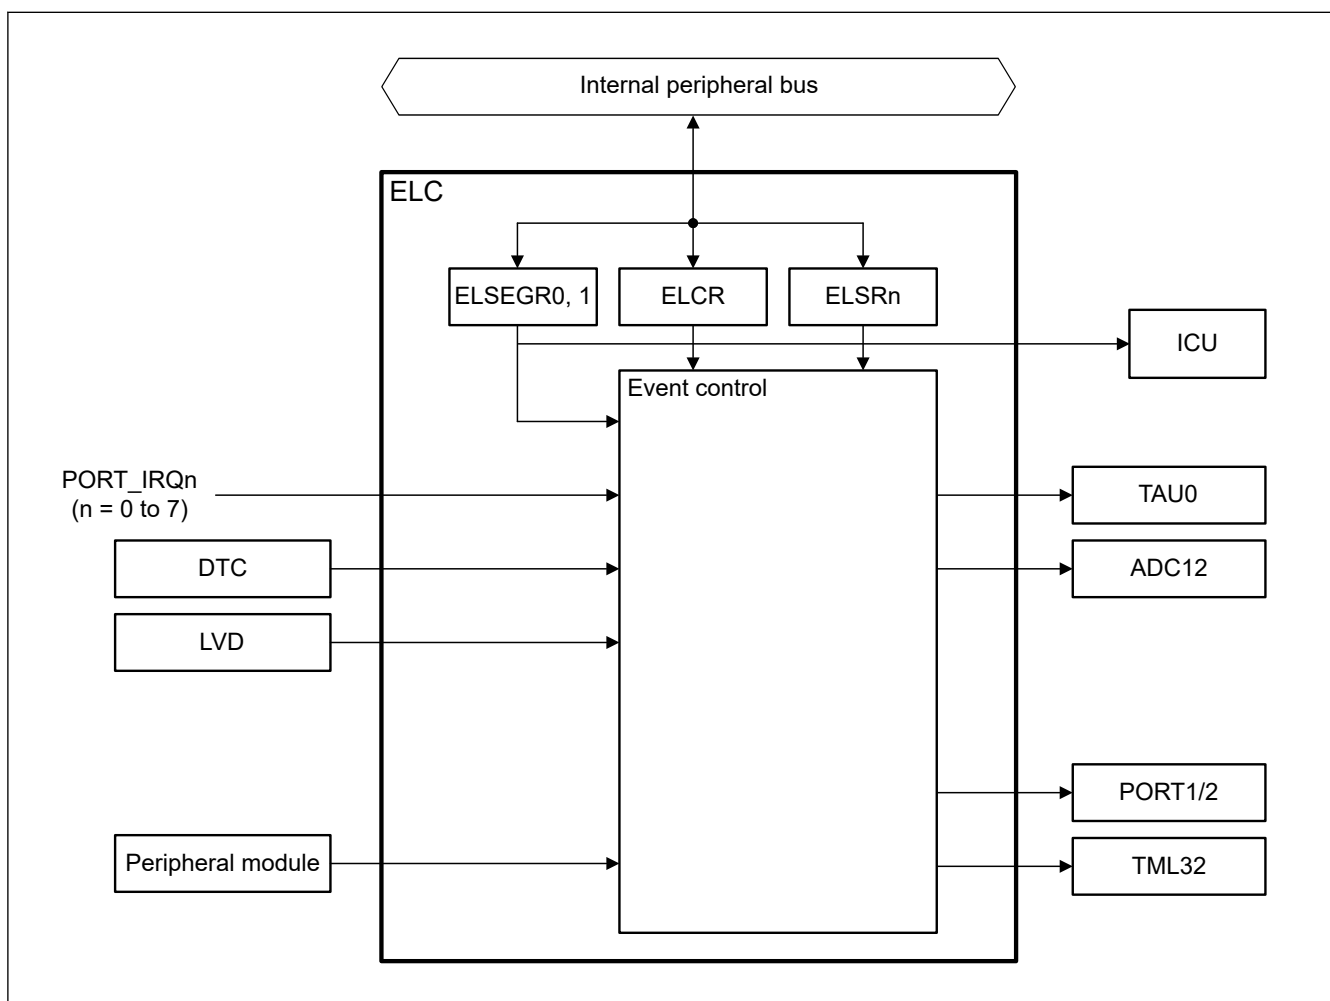 Internal peripheral bus
ELC
ELSEGR0, 1
ELCR
ELSRn
ICU
Event control
PORT_IRQn
(n = 0 to 7)
TAU0
DTC
ADC12
LVD
PORT1/2
Peripheral module
TML32